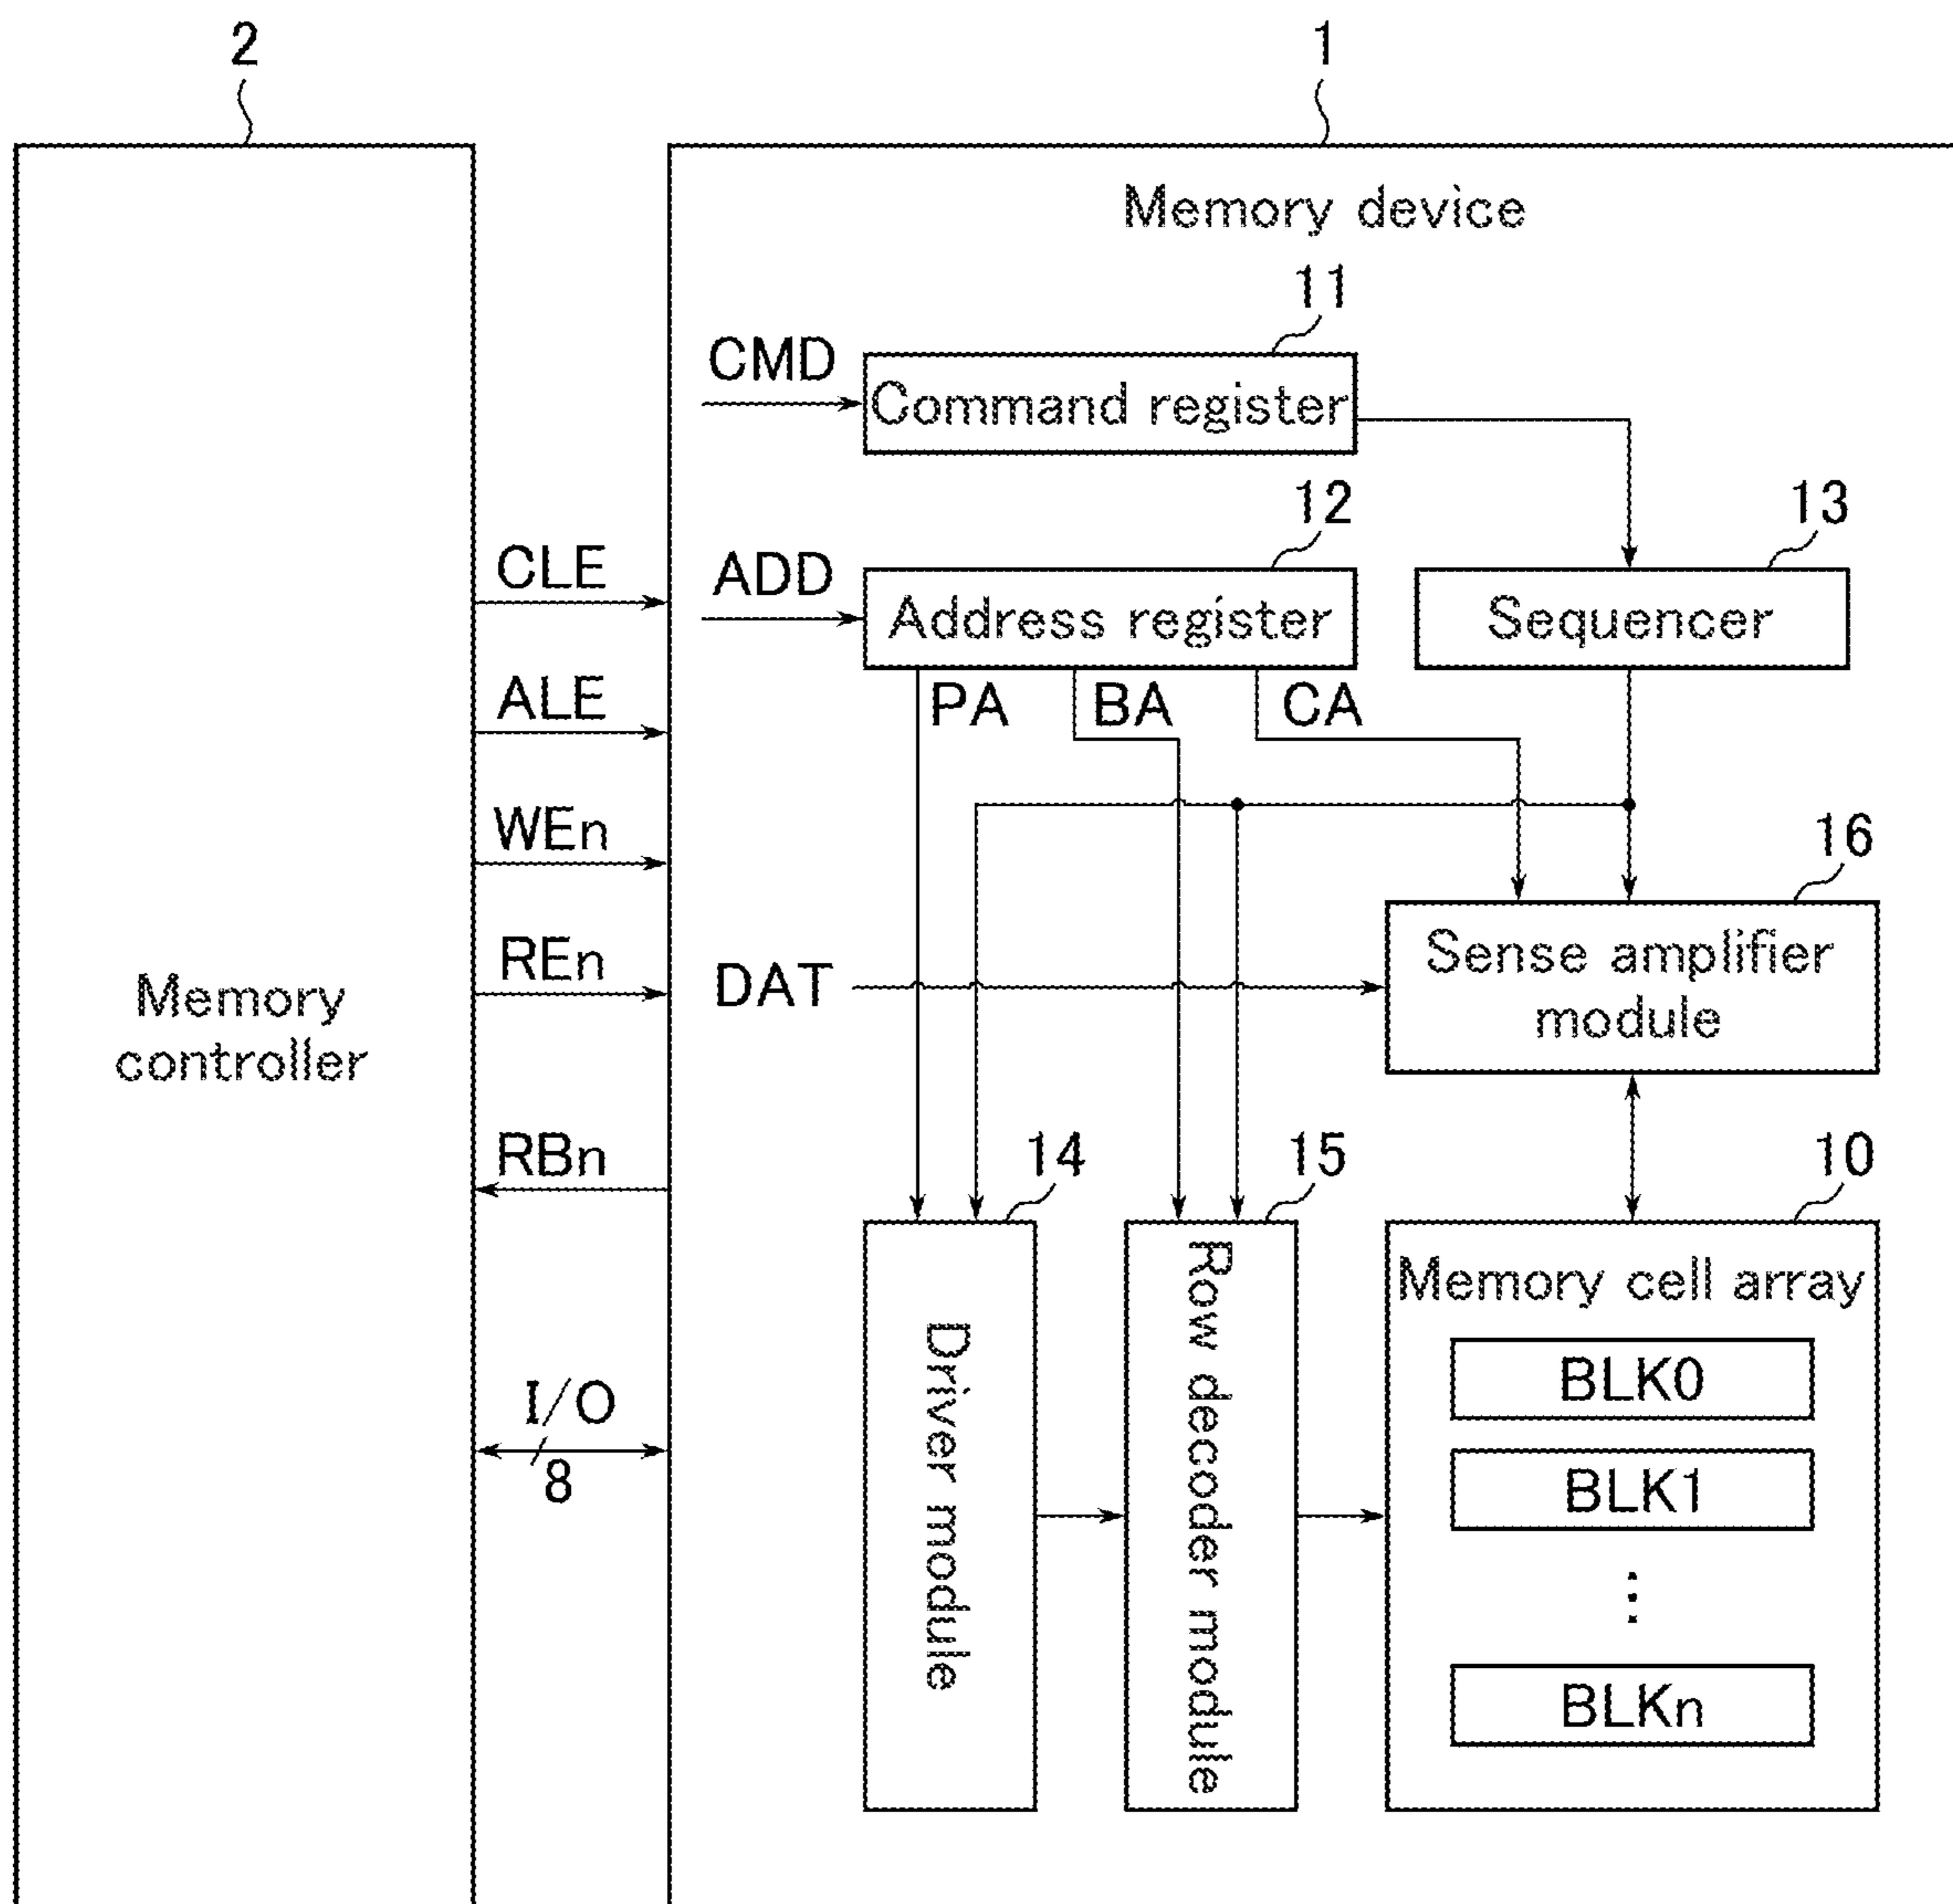 2
1
Memory device
11
CMD
Command register
12
13
CLE
ADD
Address register
Sequencer
ALE
PA
BA
CA
WEn
16
REn
DAT
Sense amplifier
module
Memory
controller
RBn
14
15
10
Driver module
Row decoder module
Memory cell array
BLK0
I/O
8
BLK1
⋮
BLKn